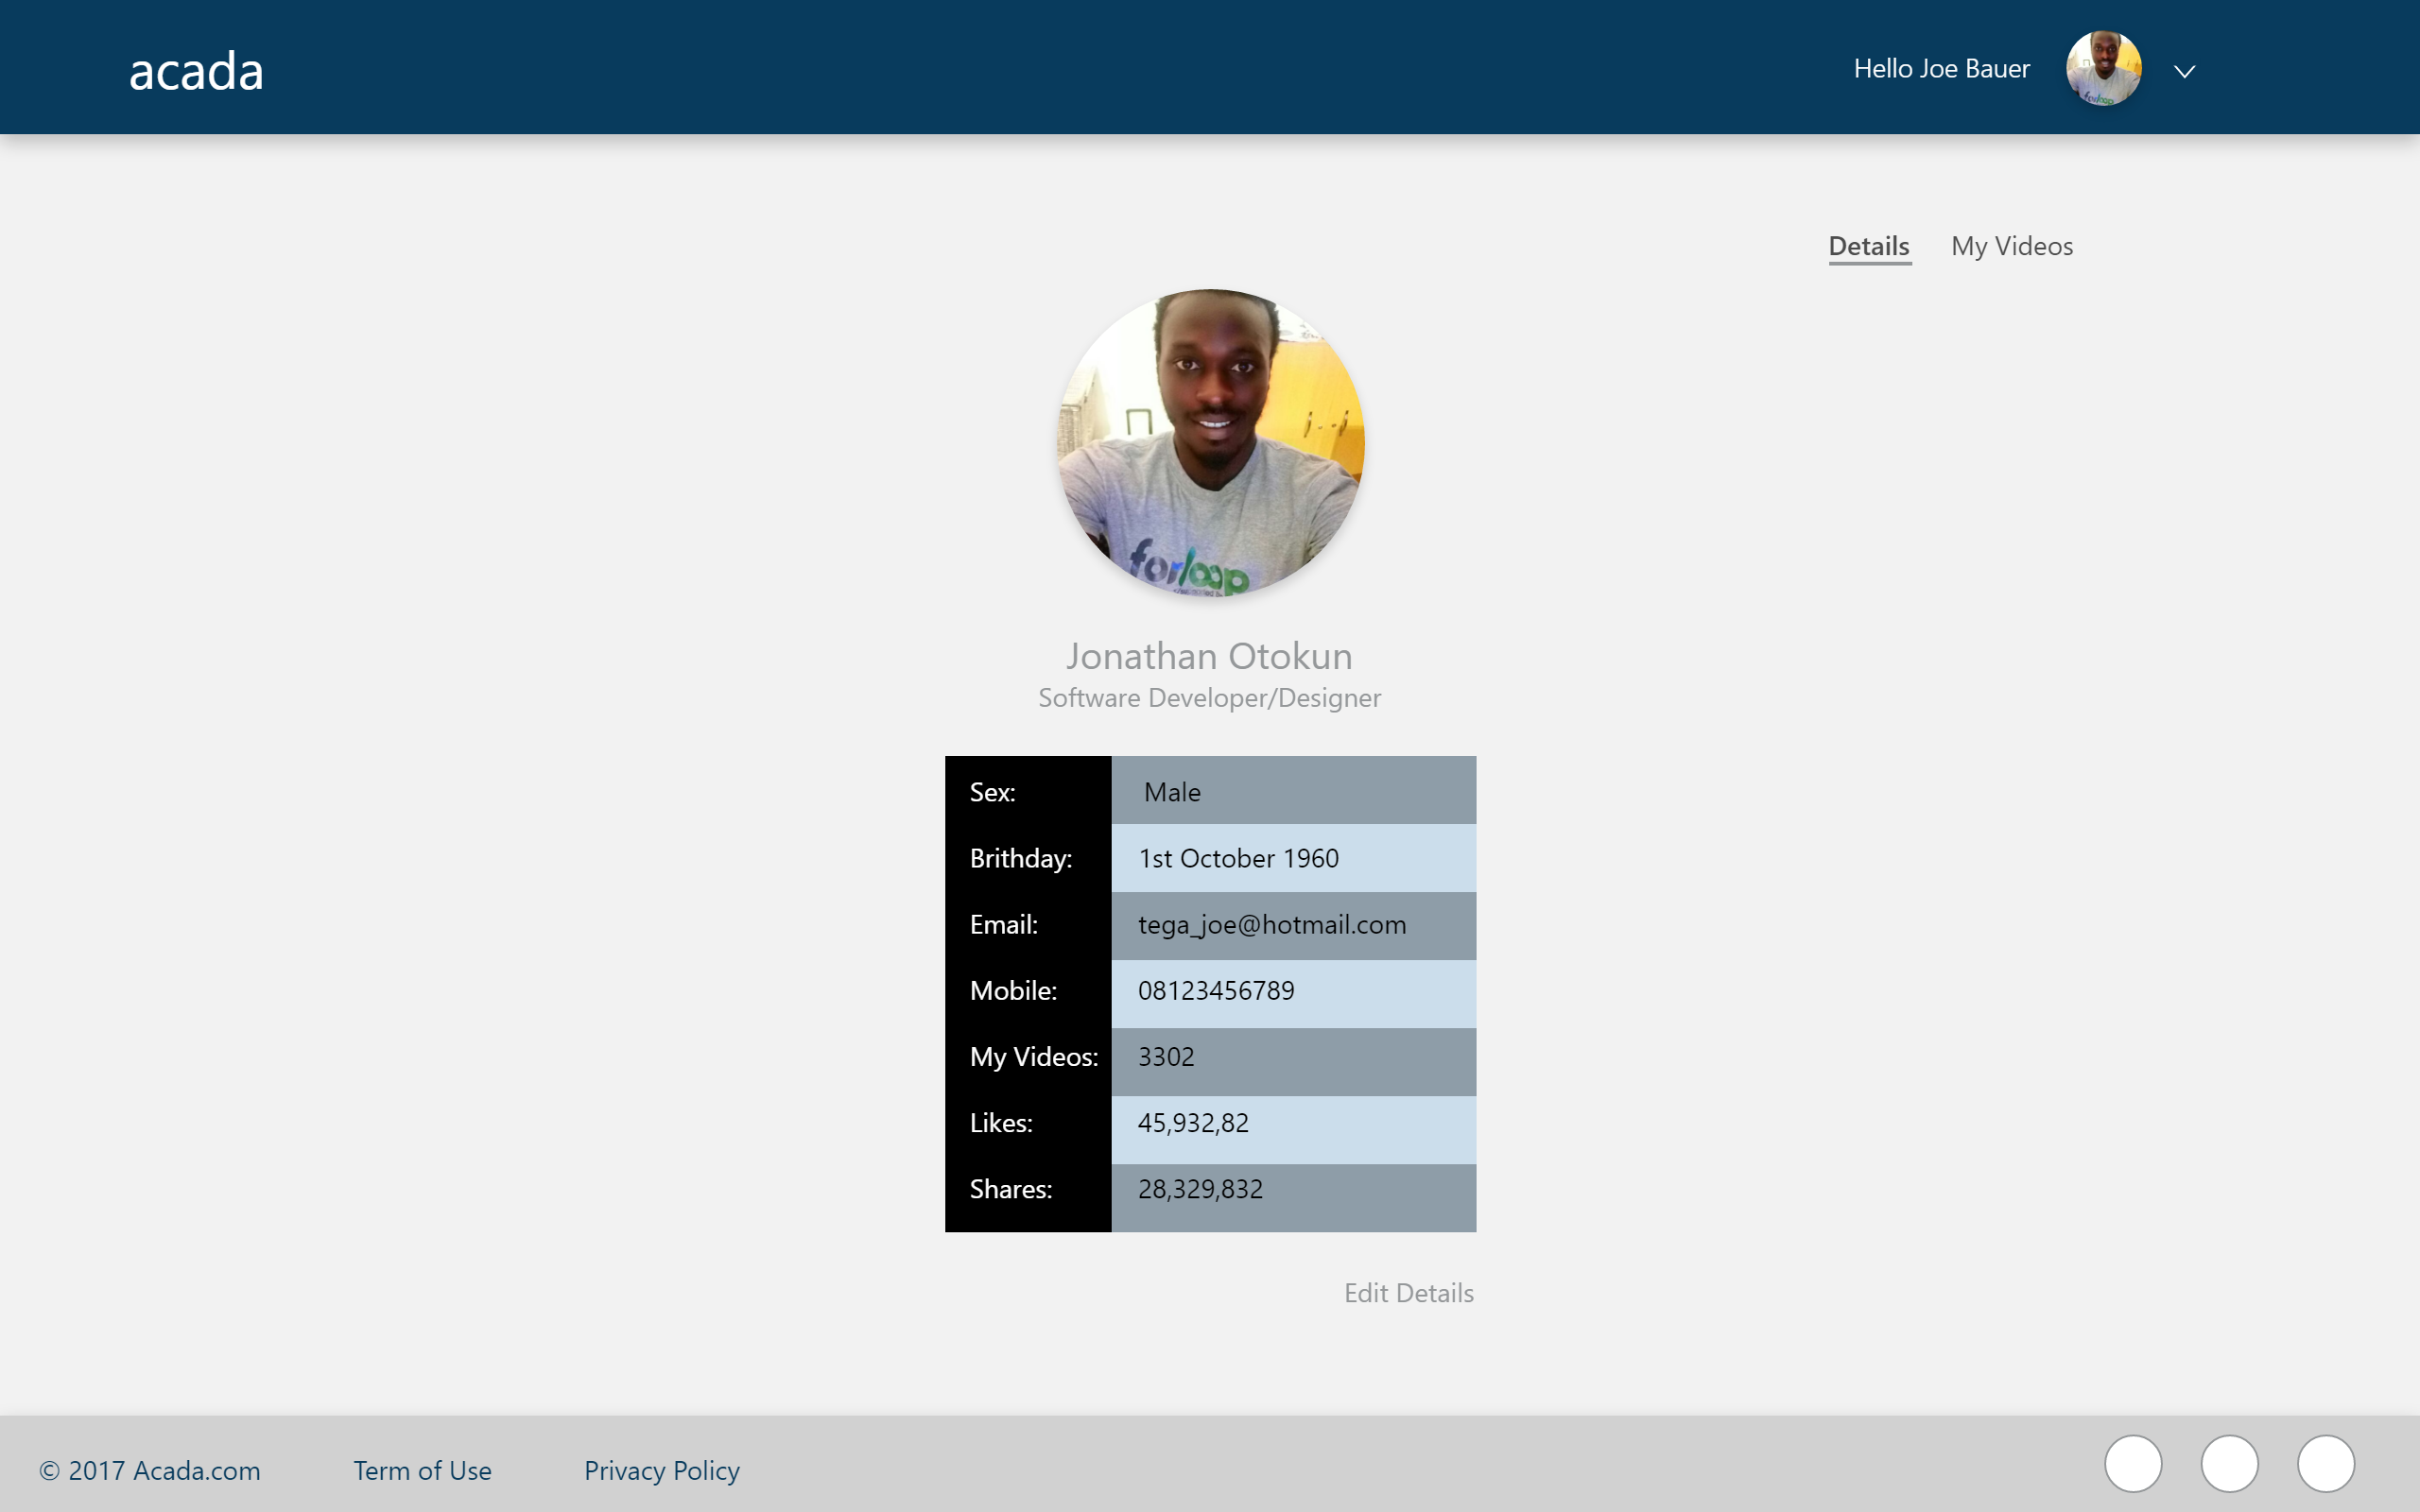 acada
Hello Joe Bauer
Details
My Videos
forloop
Jonathan Otokun
Software Developer/Designer
Sex: Male
Brithday: 1st October 1960
Email: tega_joe@hotmail.com
Mobile: 08123456789
My Videos: 3302
Likes: 45,932,82
Shares: 28,329,832
Edit Details
© 2017 Acada.com
Term of Use
Privacy Policy